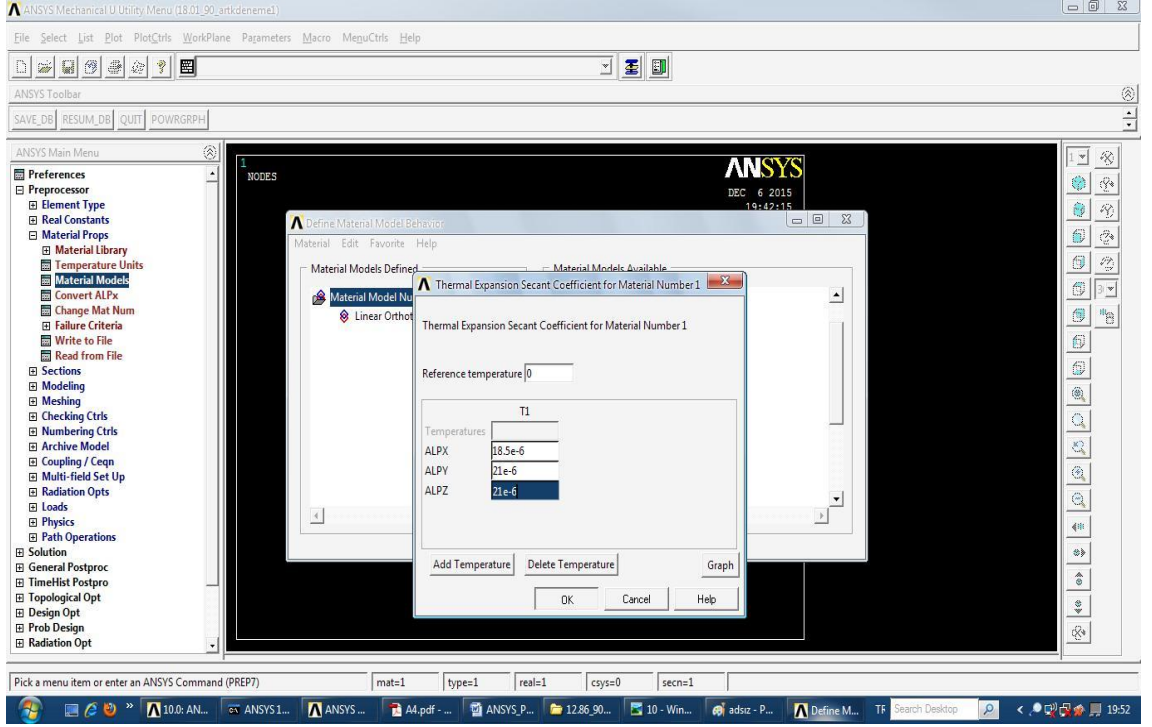 ANSYS Mechanical U Utility Menu (18.01_90_artkdeneme1)
File Select List Plot PlotCtrls WorkPlane Parameters Macro MenuCtrls Help
ANSYS Toolbar
SAVE_DB RESUM_DB QUIT POWRGRPH
ANSYS Main Menu
Preferences
Preprocessor
Element Type
Real Constants
Material Props
Material Library
Temperature Units
Material Models
Convert ALPx
Change Mat Num
Failure Criteria
Write to File
Read from File
Sections
Modeling
Meshing
Checking Ctrls
Numbering Ctrls
Archive Model
Coupling / Ceqn
Multi-field Set Up
Radiation Opts
Loads
Physics
Path Operations
Solution
General Postproc
TimeHist Postpro
Topological Opt
Design Opt
Prob Design
Radiation Opt
1
NODES
ANSYS
DEC 6 2015
19:42:15
Define Material Model Behavior
Material Edit Favorite Help
Material Models Defined
Material Models Available
Material Model Nu
Linear Orthot
Thermal Expansion Secant Coefficient for Material Number 1
Thermal Expansion Secant Coefficient for Material Number 1
Reference temperature 0
T1
Temperatures
ALPX 18.5e-6
ALPY 21e-6
ALPZ 21e-6
Add Temperature Delete Temperature Graph
OK Cancel Help
1
3
Pick a menu item or enter an ANSYS Command (PREP7) mat=1 type=1 real=1 csys=0 secn=1
10.0: AN... ANSYS 1... ANSYS ... A4.pdf - ... ANSYS_P... 12.86_90... 10 - Win... adsız - P... Define M... TF Search Desktop 19:52